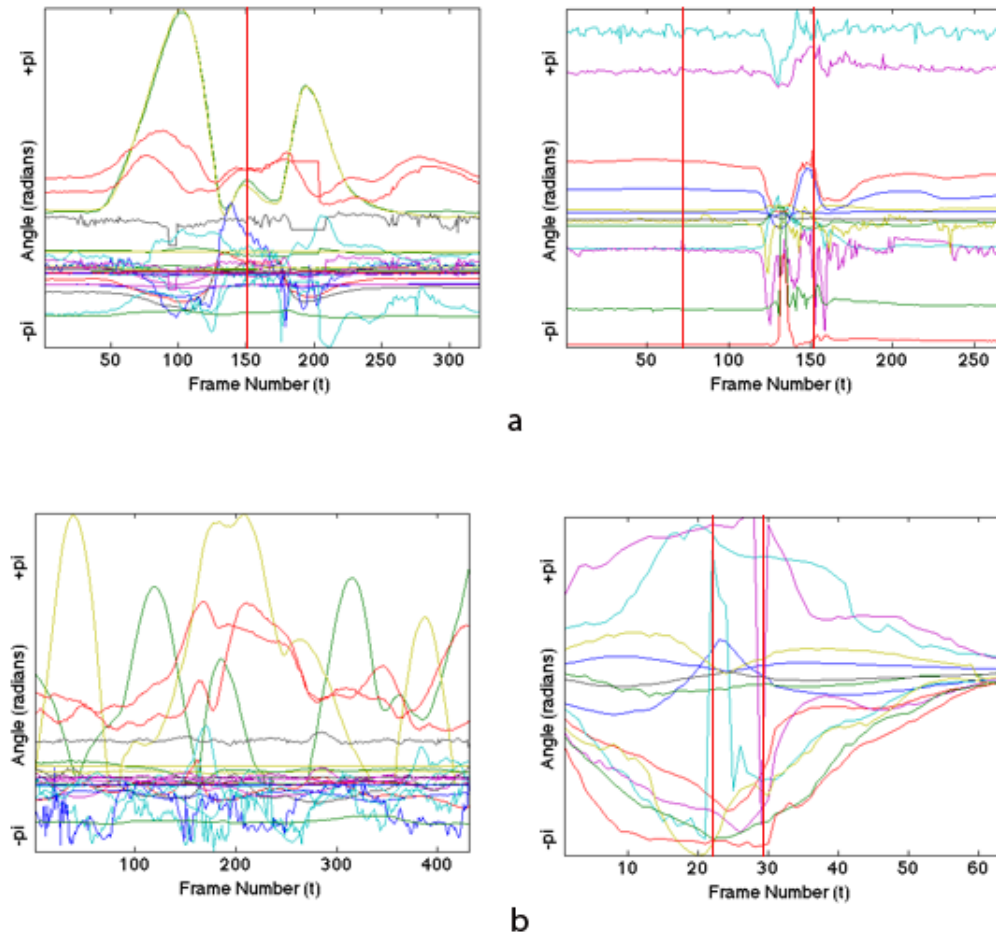 +pi
Angle (radians)
-pi
50 100 150 200 250 300
Frame Number (t)
+pi
Angle (radians)
-pi
50 100 150 200 250
Frame Number (t)
a
+pi
Angle (radians)
-pi
100 200 300 400
Frame Number (t)
+pi
Angle (radians)
-pi
10 20 30 40 50 60
Frame Number (t)
b